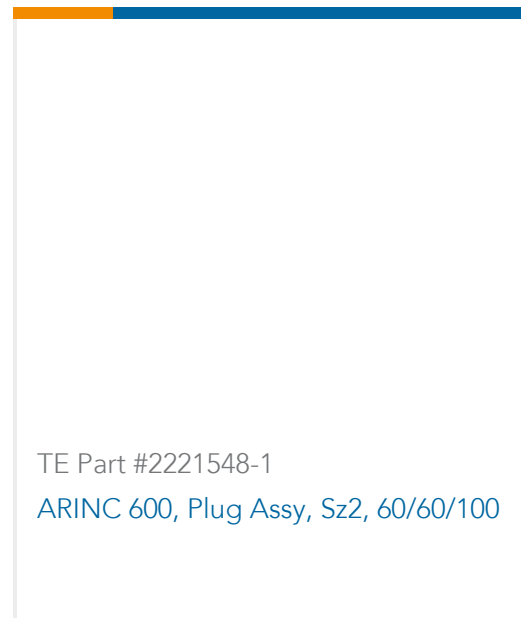 TE Part #2221548-1
ARINC 600, Plug Assy, Sz2, 60/60/100